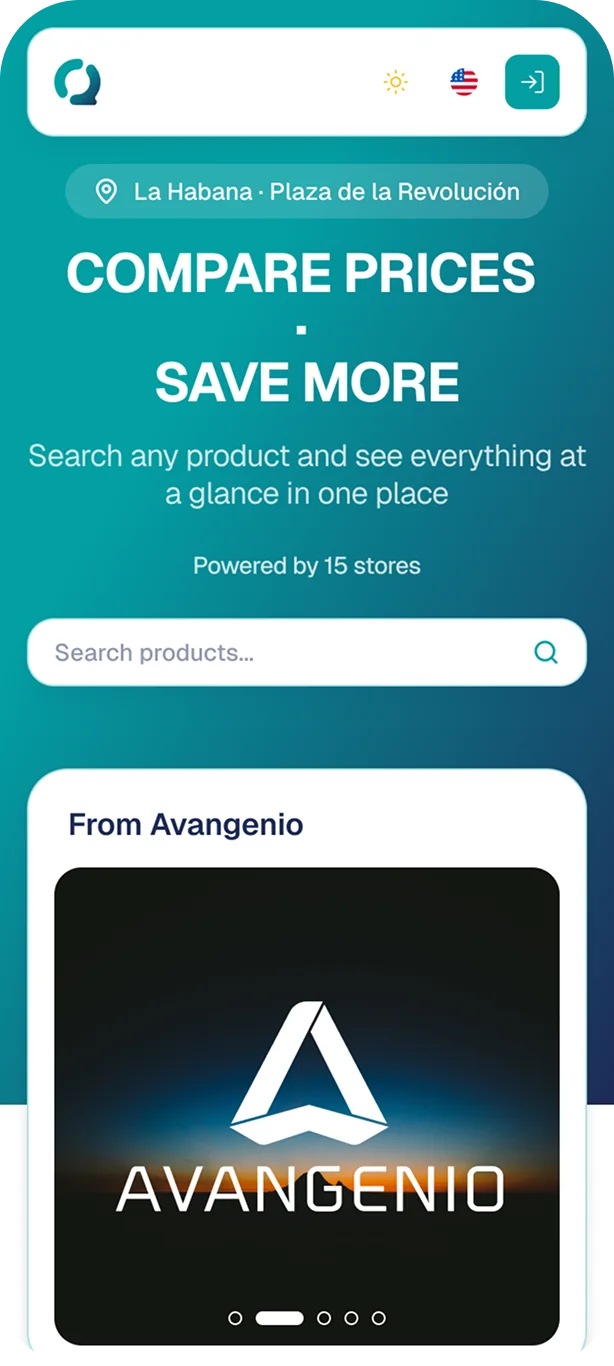 La Habana · Plaza de la Revolución
COMPARE PRICES
·
SAVE MORE
Search any product and see everything at
a glance in one place
Powered by 15 stores
Search products...
From Avangenio
AVANGENIO